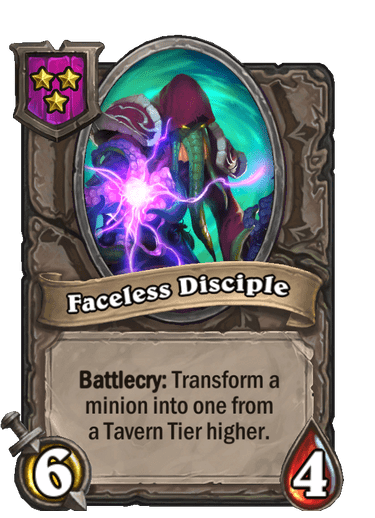 Faceless Disciple
Battlecry: Transform a
minion into one from
a Tavern Tier higher.
6
4